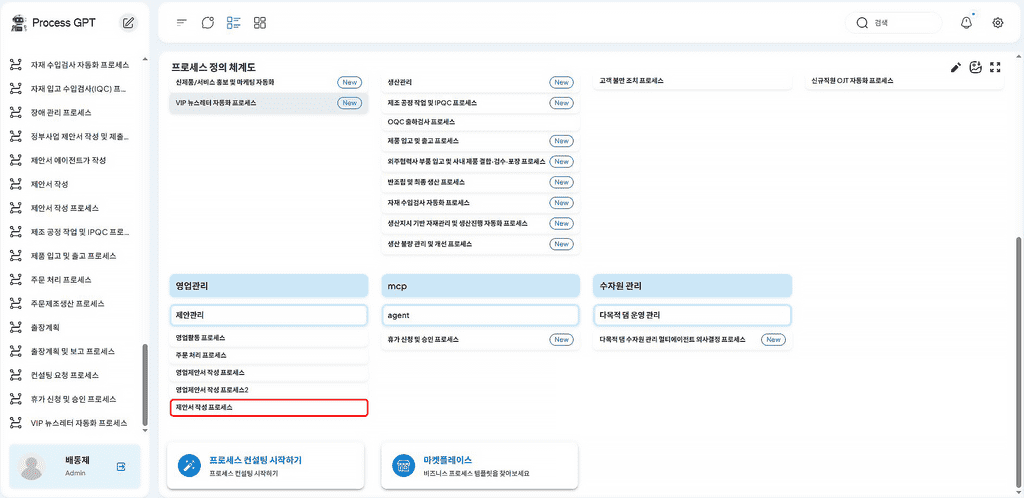 Process GPT
검색
자재 수입검사 자동화 프로세스
자재 입고 수입검사(IQC) 프...
장애 관리 프로세스
정부사업 제안서 작성 및 제출...
제안서 에이전트가 작성
제안서 작성
제안서 작성 프로세스
제조 공정 작업 및 IPQC 프로...
제품 입고 및 출고 프로세스
주문 처리 프로세스
주문제조생산 프로세스
출장계획
출장계획 및 보고 프로세스
컨설팅 요청 프로세스
휴가 신청 및 승인 프로세스
VIP 뉴스레터 자동화 프로세스
배통제
Admin
프로세스 정의 체계도
신제품/서비스 홍보 및 마케팅 자동화 New
VIP 뉴스레터 자동화 프로세스 New
생산관리 New
제조 공정 작업 및 IPQC 프로세스 New
OQC 출하검사 프로세스
제품 입고 및 출고 프로세스 New
외주협력사 부품 입고 및 사내 제품 결합·검수·포장 프로세스 New
반조립 및 최종 생산 프로세스 New
자재 수입검사 자동화 프로세스 New
생산지시 기반 자재관리 및 생산진행 자동화 프로세스 New
생산 불량 관리 및 개선 프로세스 New
고객 불만 조치 프로세스
신규직원 OJT 자동화 프로세스
영업관리
제안관리
영업활동 프로세스
주문 처리 프로세스
영업제안서 작성 프로세스
영업제안서 작성 프로세스2
제안서 작성 프로세스
mcp
agent
휴가 신청 및 승인 프로세스 New
수자원 관리
다목적 댐 운영 관리
다목적 댐 수자원 관리 멀티에이전트 의사결정 프로세스 New
프로세스 컨설팅 시작하기
프로세스 컨설팅 시작하기
마켓플레이스
비즈니스 프로세스 템플릿을 찾아보세요